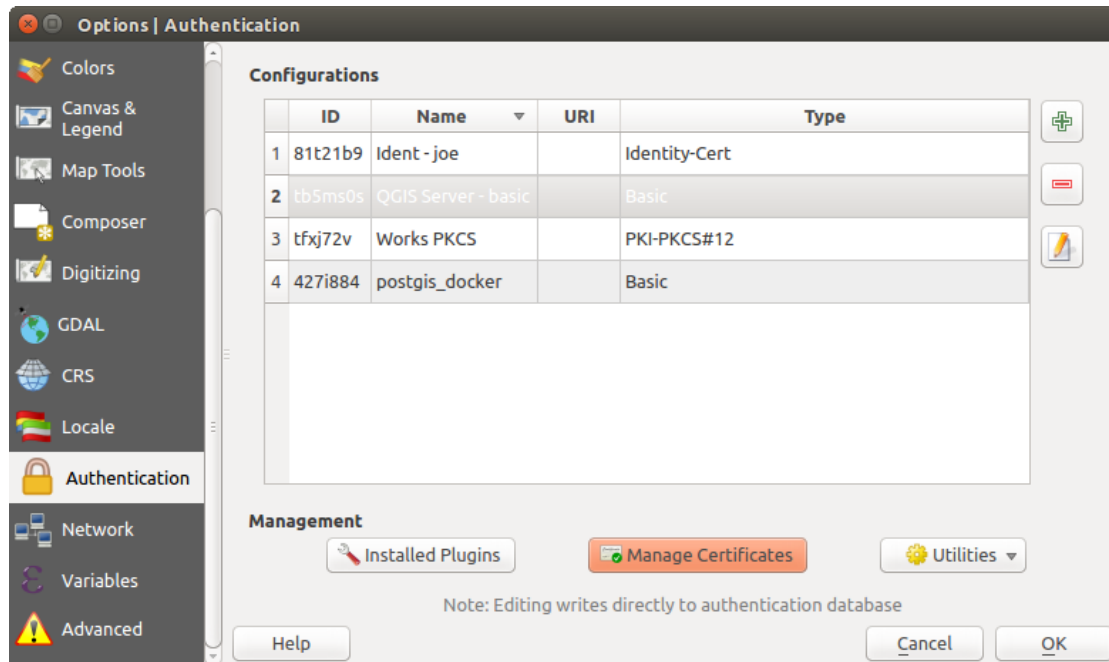 Options | Authentication
Colors
Canvas &
Legend
Map Tools
Composer
Digitizing
GDAL
CRS
Locale
Authentication
Network
Variables
Advanced
Configurations
ID Name URI Type
1 81t21b9 Ident - joe Identity-Cert
2 tb5ms0s QGIS Server - basic Basic
3 tfxj72v Works PKCS PKI-PKCS#12
4 427i884 postgis_docker Basic
Management
Installed Plugins Manage Certificates Utilities
Note: Editing writes directly to authentication database
Help Cancel OK